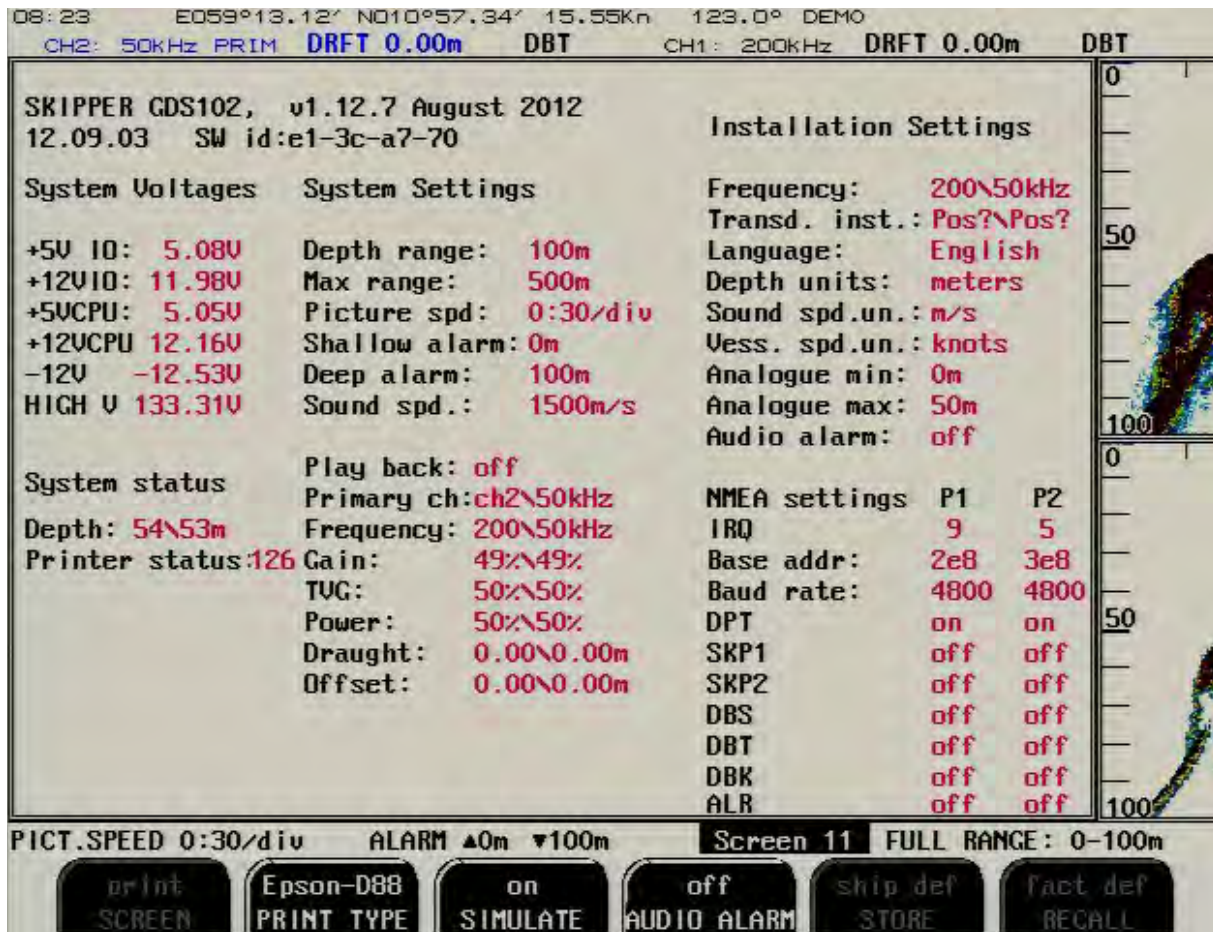 08:23 E059°13.12' N010°57.34' 15.55Kn 123.0° DEMO
CH2: 50KHz PRIM DRFT 0.00m DBT CH1: 200KHz DRFT 0.00m DBT
SKIPPER GDS102, v1.12.7 August 2012
12.09.03 SW id:e1-3c-a7-70
System Voltages
+5V IO: 5.08V
+12VIO: 11.98V
+5VCPU: 5.05V
+12VCPU 12.16V
-12V -12.53V
HIGH V 133.31V
System status
Depth: 54\53m
Printer status:126
System Settings
Depth range: 100m
Max range: 500m
Picture spd: 0:30/div
Shallow alarm: 0m
Deep alarm: 100m
Sound spd.: 1500m/s
Play back: off
Primary ch:ch2\50kHz
Frequency: 200\50kHz
Gain: 49%\49%
TVG: 50%\50%
Power: 50%\50%
Draught: 0.00\0.00m
Offset: 0.00\0.00m
Installation Settings
Frequency: 200\50kHz
Transd. inst.: Pos?\Pos?
Language: English
Depth units: meters
Sound spd.un.: m/s
Vess. spd.un.: knots
Analogue min: 0m
Analogue max: 50m
Audio alarm: off
NMEA settings P1 P2
IRQ 9 5
Base addr: 2e8 3e8
Baud rate: 4800 4800
DPT on on
SKP1 off off
SKP2 off off
DBS off off
DBT off off
DBK off off
ALR off off
0
50
100
0
50
100
PICT.SPEED 0:30/div ALARM ▲0m ▼100m Screen 11 FULL RANGE: 0-100m
print SCREEN
Epson-D88 PRINT TYPE
on SIMULATE
off AUDIO ALARM
ship def STORE
fact def RECALL